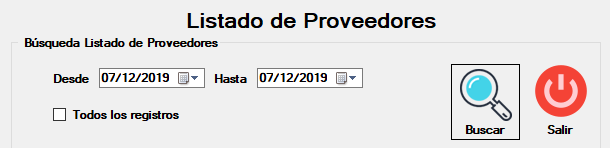 Listado de Proveedores
Búsqueda Listado de Proveedores
Desde 07/12/2019 Hasta 07/12/2019
Todos los registros
Buscar Salir